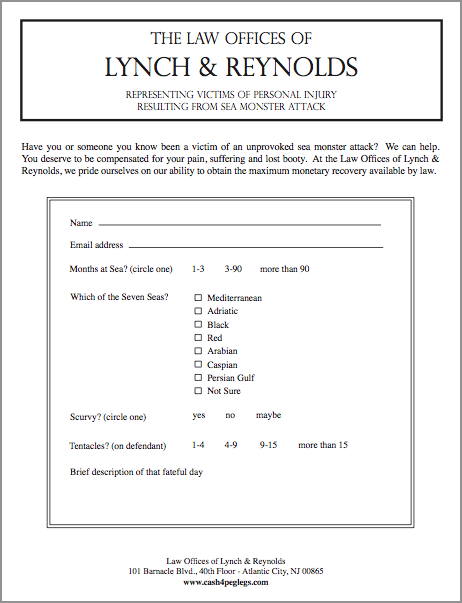 THE LAW OFFICES OF
LYNCH & REYNOLDS
REPRESENTING VICTIMS OF PERSONAL INJURY
RESULTING FROM SEA MONSTER ATTACK
Have you or someone you know been a victim of an unprovoked sea monster attack? We can help.
You deserve to be compensated for your pain, suffering and lost booty. At the Law Offices of Lynch &
Reynolds, we pride ourselves on our ability to obtain the maximum monetary recovery available by law.
Name
Email address
Months at Sea? (circle one) 1-3 3-90 more than 90
Which of the Seven Seas? Mediterranean
Adriatic
Black
Red
Arabian
Caspian
Persian Gulf
Not Sure
Scurvy? (circle one) yes no maybe
Tentacles? (on defendant) 1-4 4-9 9-15 more than 15
Brief description of that fateful day
Law Offices of Lynch & Reynolds
101 Barnacle Blvd., 40th Floor - Atlantic City, NJ 00865
www.cash4peglegs.com